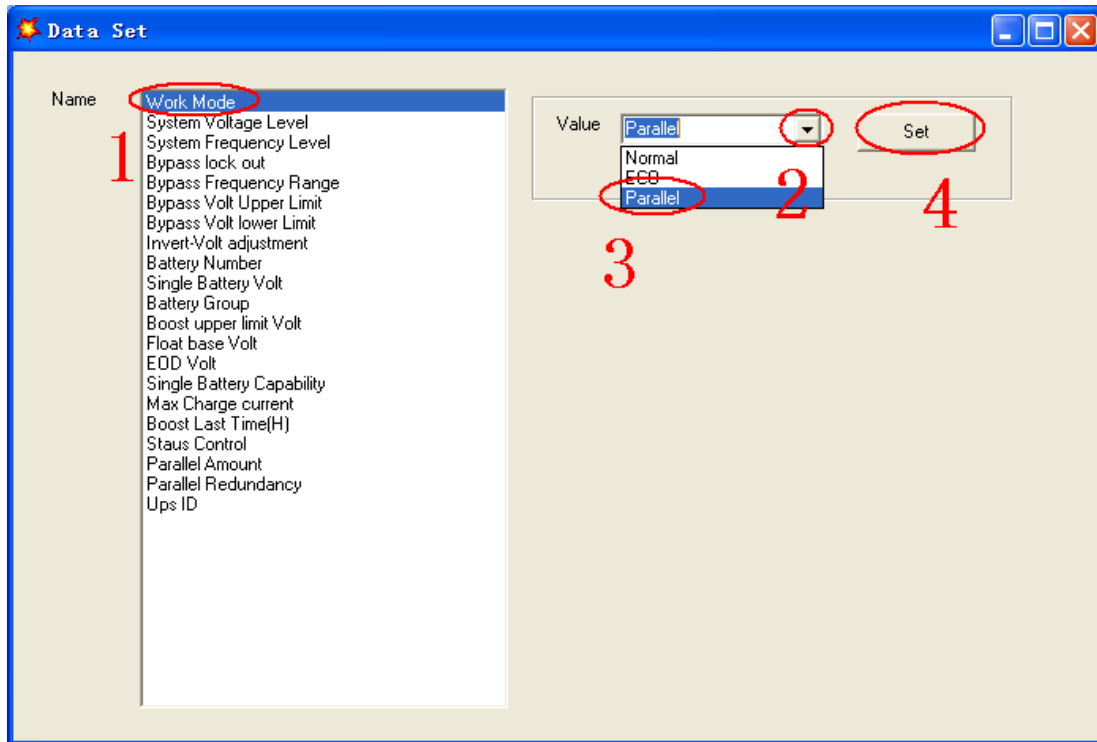 Data Set
Name
Work Mode
System Voltage Level
System Frequency Level
Bypass lock out
Bypass Frequency Range
Bypass Volt Upper Limit
Bypass Volt lower Limit
Invert-Volt adjustment
Battery Number
Single Battery Volt
Battery Group
Boost upper limit Volt
Float base Volt
EOD Volt
Single Battery Capability
Max Charge current
Boost Last Time(H)
Staus Control
Parallel Amount
Parallel Redundancy
Ups ID
1
Value
Parallel
Normal
ECO
Parallel
2
3
Set
4